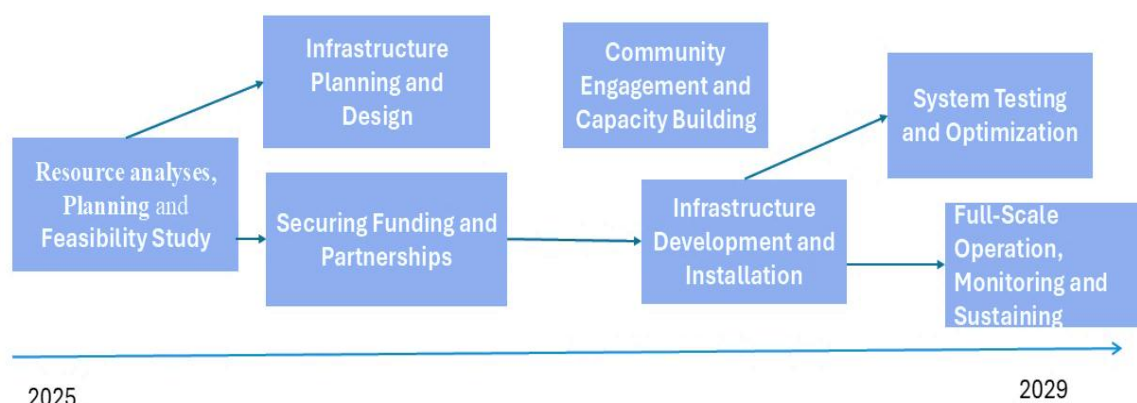 Infrastructure
Planning and
Design
Community
Engagement and
Capacity Building
System Testing
and Optimization
Resource analyses,
Planning and
Feasibility Study
Securing Funding and
Partnerships
Infrastructure
Development and
Installation
Full-Scale
Operation,
Monitoring and
Sustaining
2025
2029